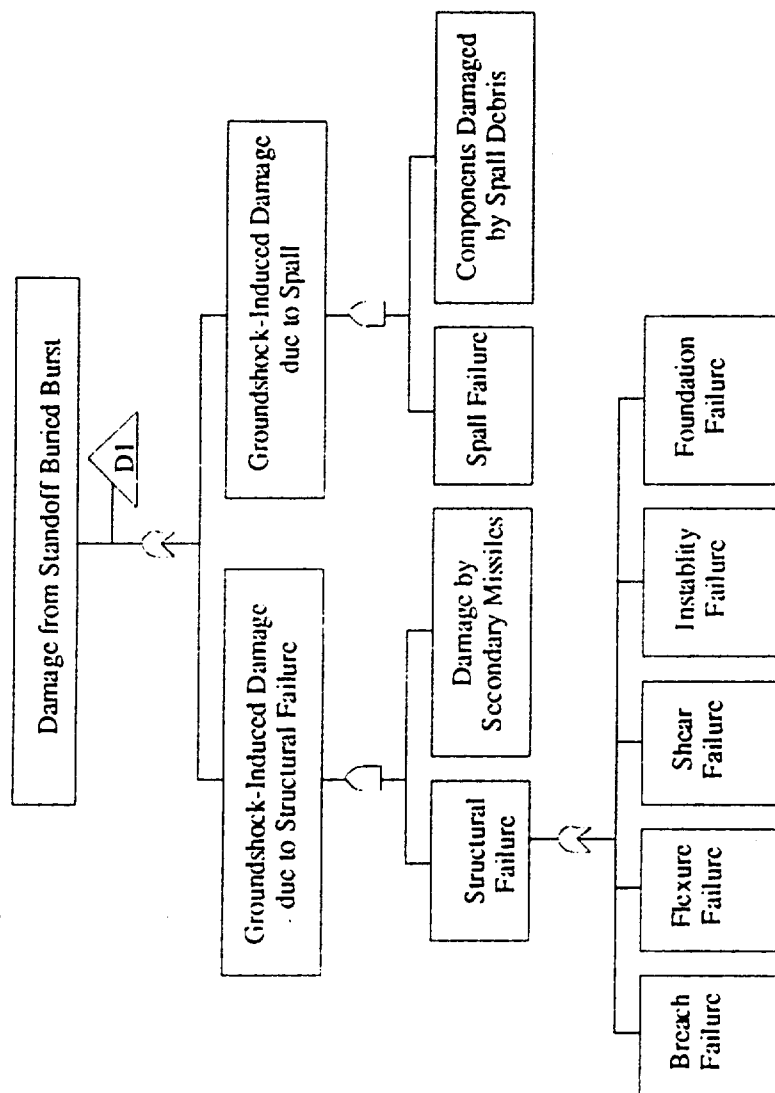 Damage from Standoff Buried Burst
D1
Groundshock-Induced Damage
due to Structural Failure
Groundshock-Induced Damage
due to Spall
Structural
Failure
Damage by
Secondary Missiles
Spall Failure
Components Damaged
by Spall Debris
Breach
Failure
Flexure
Failure
Shear
Failure
Instablity
Failure
Foundation
Failure